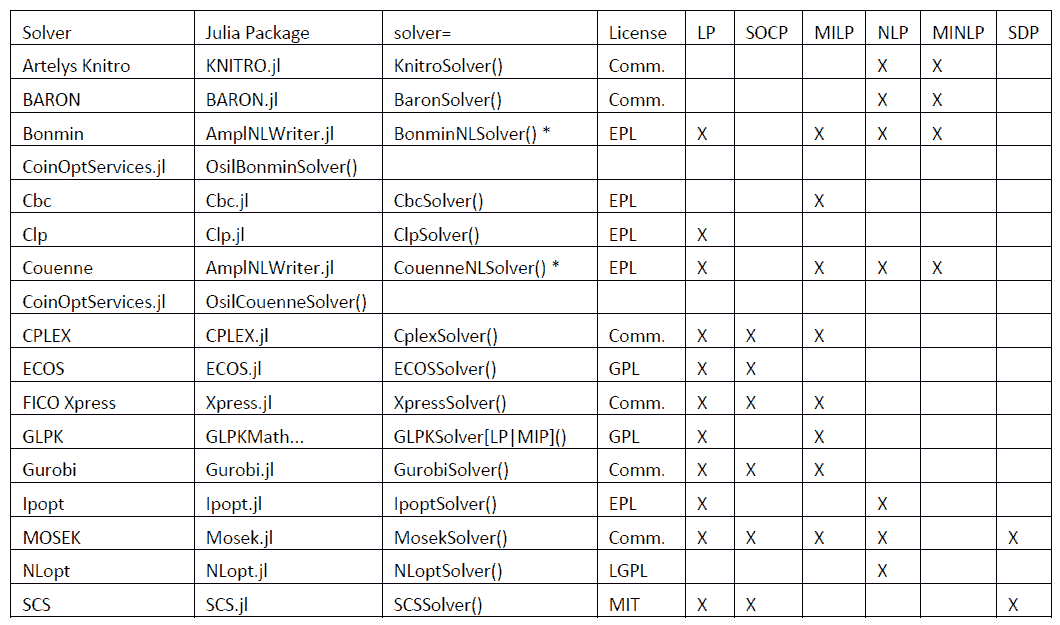 Solver Julia Package solver= License LP SOCP MILP NLP MINLP SDP
Artelys Knitro KNITRO.jl KnitroSolver() Comm. X X
BARON BARON.jl BaronSolver() Comm. X X
Bonmin AmplNLWriter.jl BonminNLSolver() * EPL X X X X
CoinOptServices.jl OsilBonminSolver()
Cbc Cbc.jl CbcSolver() EPL X
Clp Clp.jl ClpSolver() EPL X
Couenne AmplNLWriter.jl CouenneNLSolver() * EPL X X X X
CoinOptServices.jl OsilCouenneSolver()
CPLEX CPLEX.jl CplexSolver() Comm. X X X
ECOS ECOS.jl ECOSSolver() GPL X X
FICO Xpress Xpress.jl XpressSolver() Comm. X X X
GLPK GLPKMath... GLPKSolver[LP|MIP]() GPL X X
Gurobi Gurobi.jl GurobiSolver() Comm. X X X
Ipopt Ipopt.jl IpoptSolver() EPL X X
MOSEK Mosek.jl MosekSolver() Comm. X X X X X
NLopt NLopt.jl NLoptSolver() LGPL X
SCS SCS.jl SCSSolver() MIT X X X